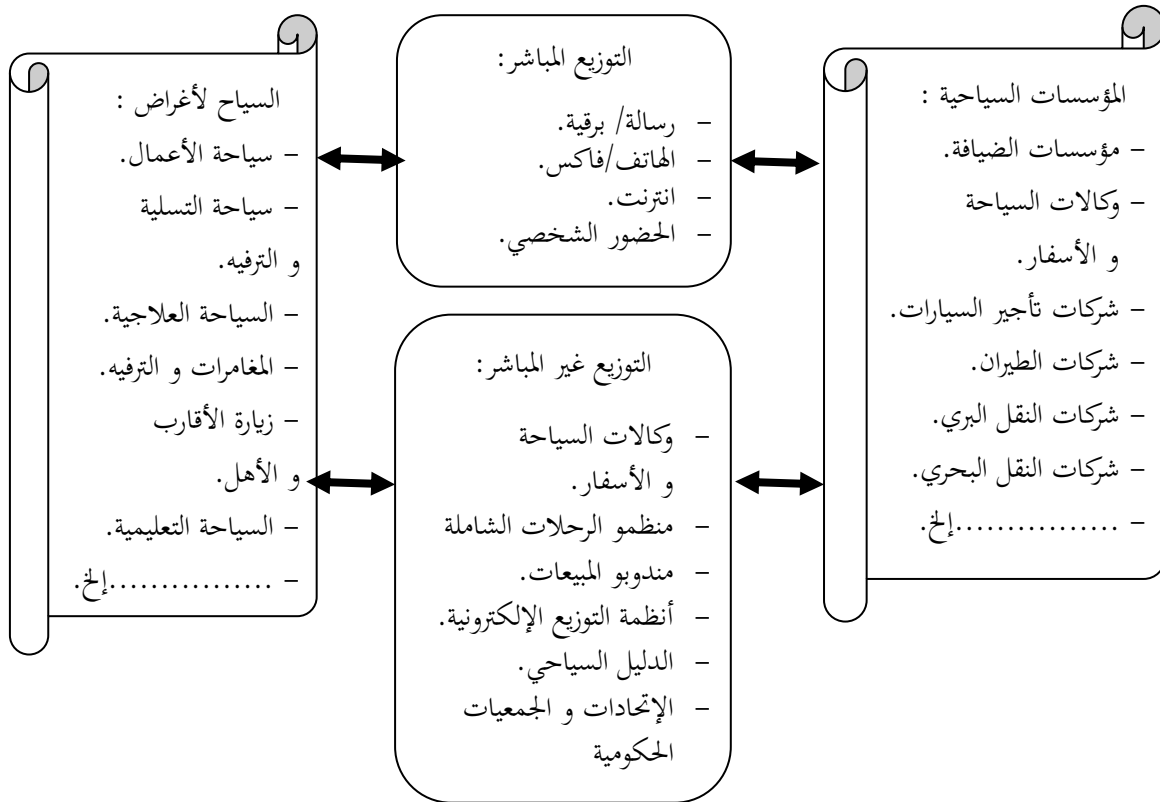 المؤسسات السياحية :
– مؤسسات الضيافة.
– وكالات السياحة
و الأسفار.
– شركات تأجير السيارات.
– شركات الطيران.
– شركات النقل البري.
– شركات النقل البحري.
– ................إلخ.
التوزيع المباشر:
– رسالة/ برقية.
– الهاتف/فاكس.
– انترنت.
– الحضور الشخصي.
التوزيع غير المباشر:
– وكالات السياحة
و الأسفار.
– منظمو الرحلات الشاملة
– مندوبو المبيعات.
– أنظمة التوزيع الإلكترونية.
– الدليل السياحي.
– الإتحادات و الجمعيات
الحكومية
السياح لأغراض :
– سياحة الأعمال.
– سياحة التسلية
و الترفيه.
– السياحة العلاجية.
– المغامرات و الترفيه.
– زيارة الأقارب
و الأهل.
– السياحة التعليمية.
– ................إلخ.